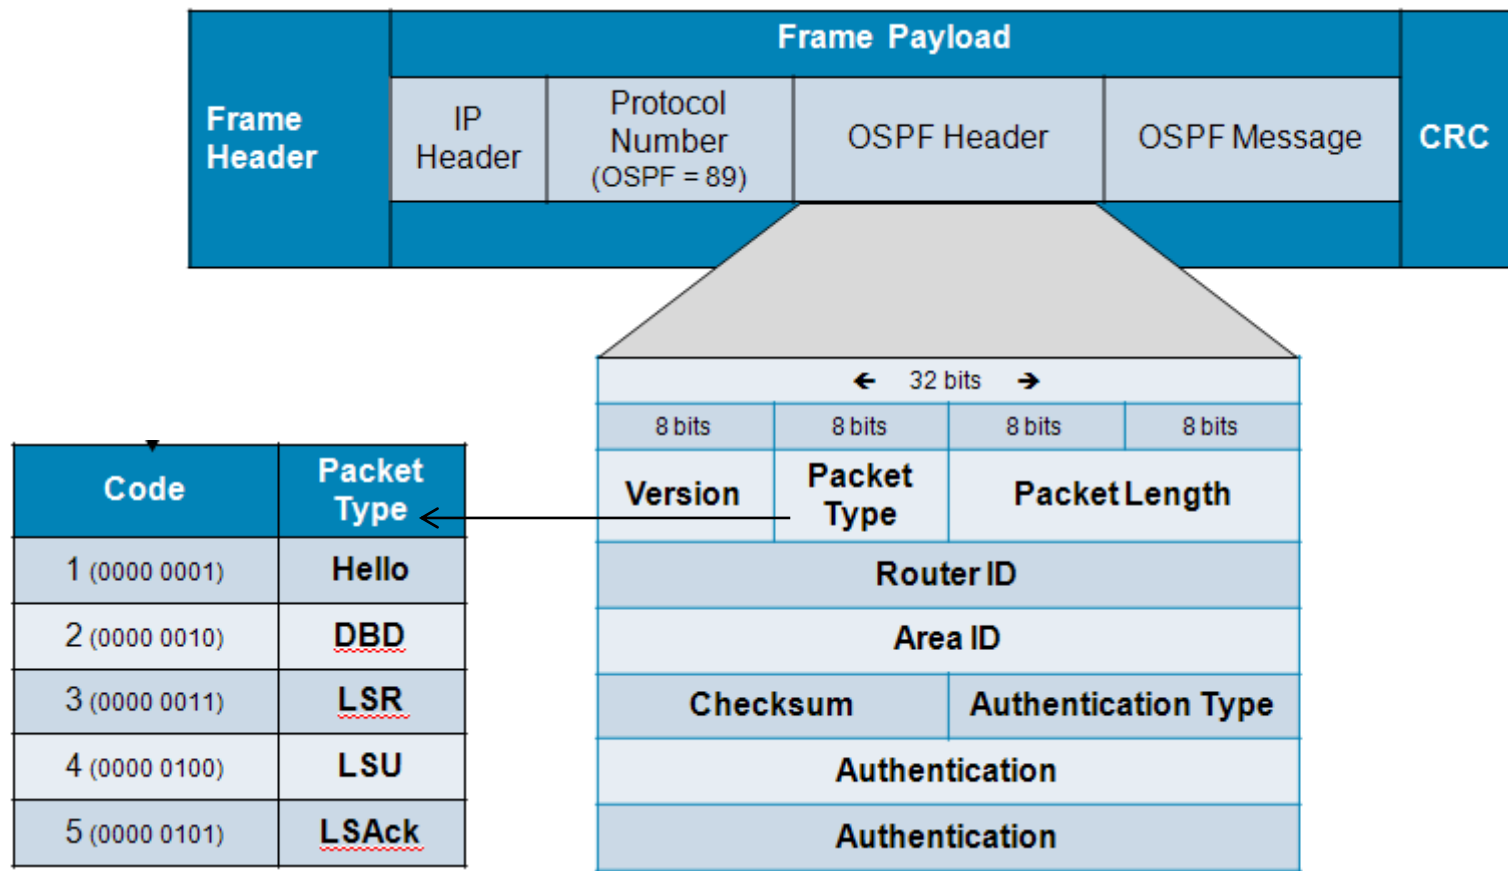 Frame Payload
Frame
Header
IP
Header
Protocol
Number
(OSPF = 89)
OSPF Header
OSPF Message
CRC
← 32 bits →
8 bits 8 bits 8 bits 8 bits
Version
Packet
Type
Packet Length
Router ID
Area ID
Checksum Authentication Type
Authentication
Authentication
Code
Packet
Type
1 (0000 0001) Hello
2 (0000 0010) DBD
3 (0000 0011) LSR
4 (0000 0100) LSU
5 (0000 0101) LSAck